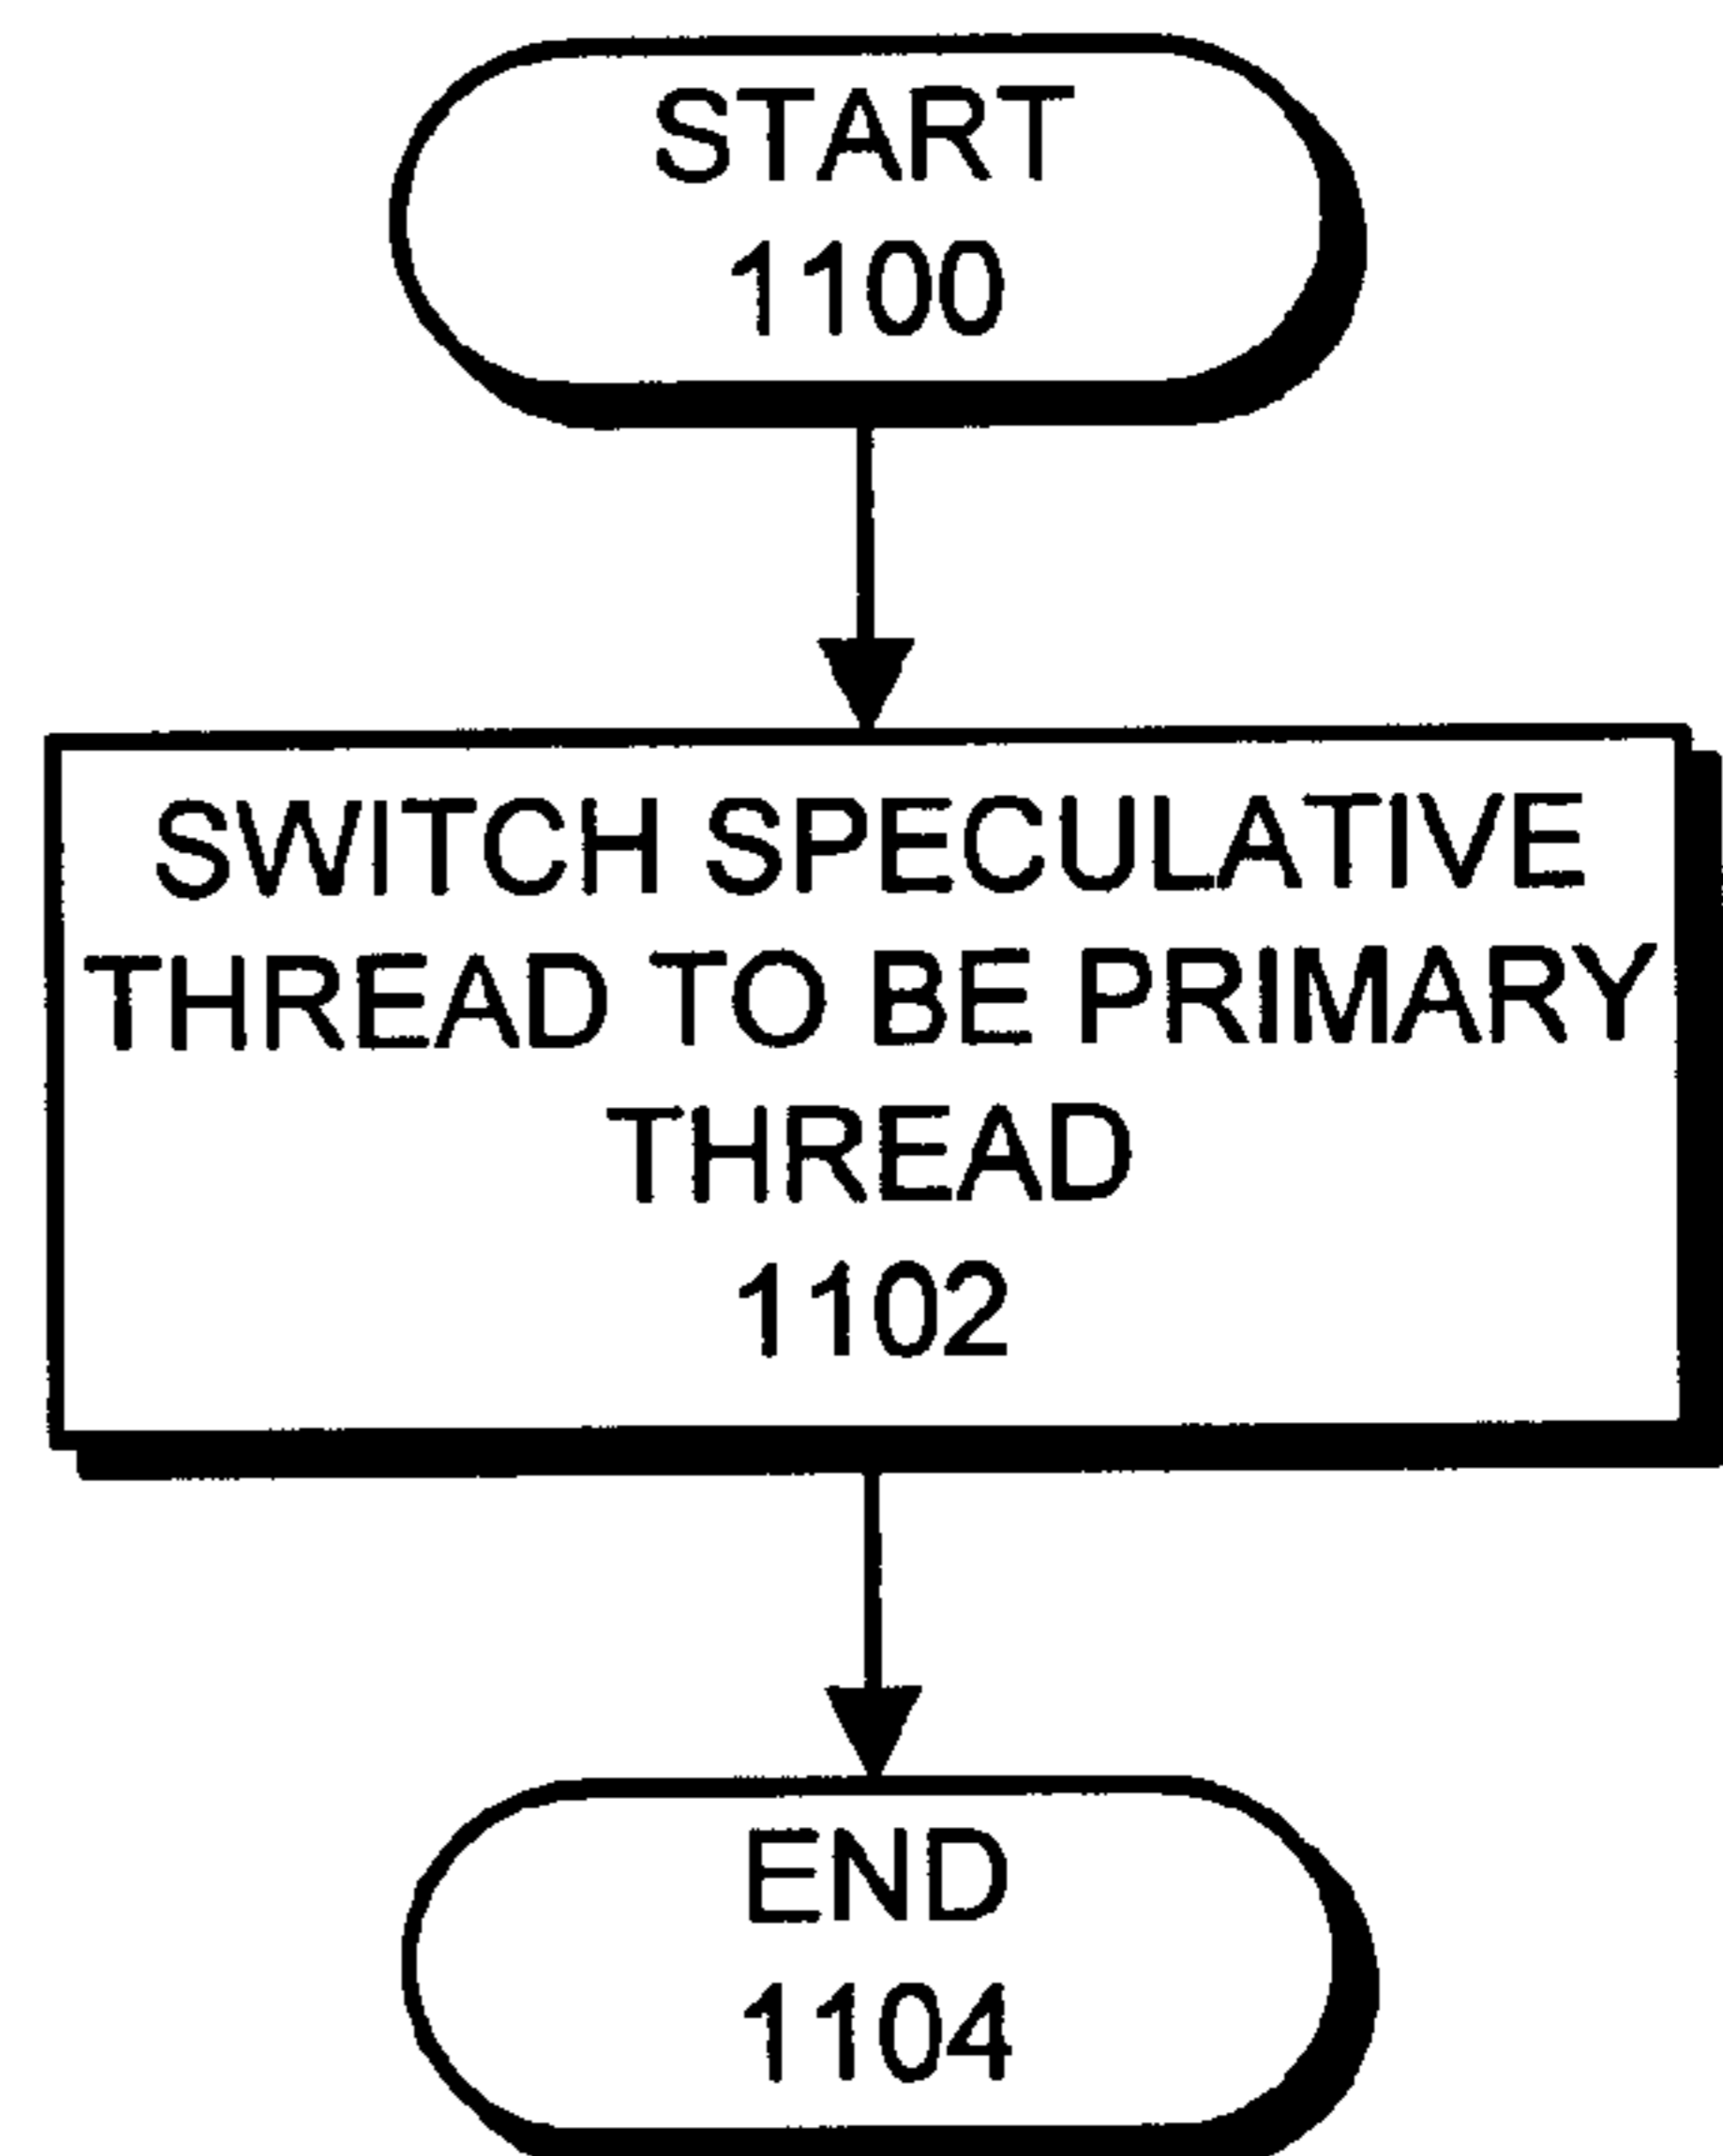 START
1100
SWITCH SPECULATIVE
THREAD TO BE PRIMARY
THREAD
1102
END
1104